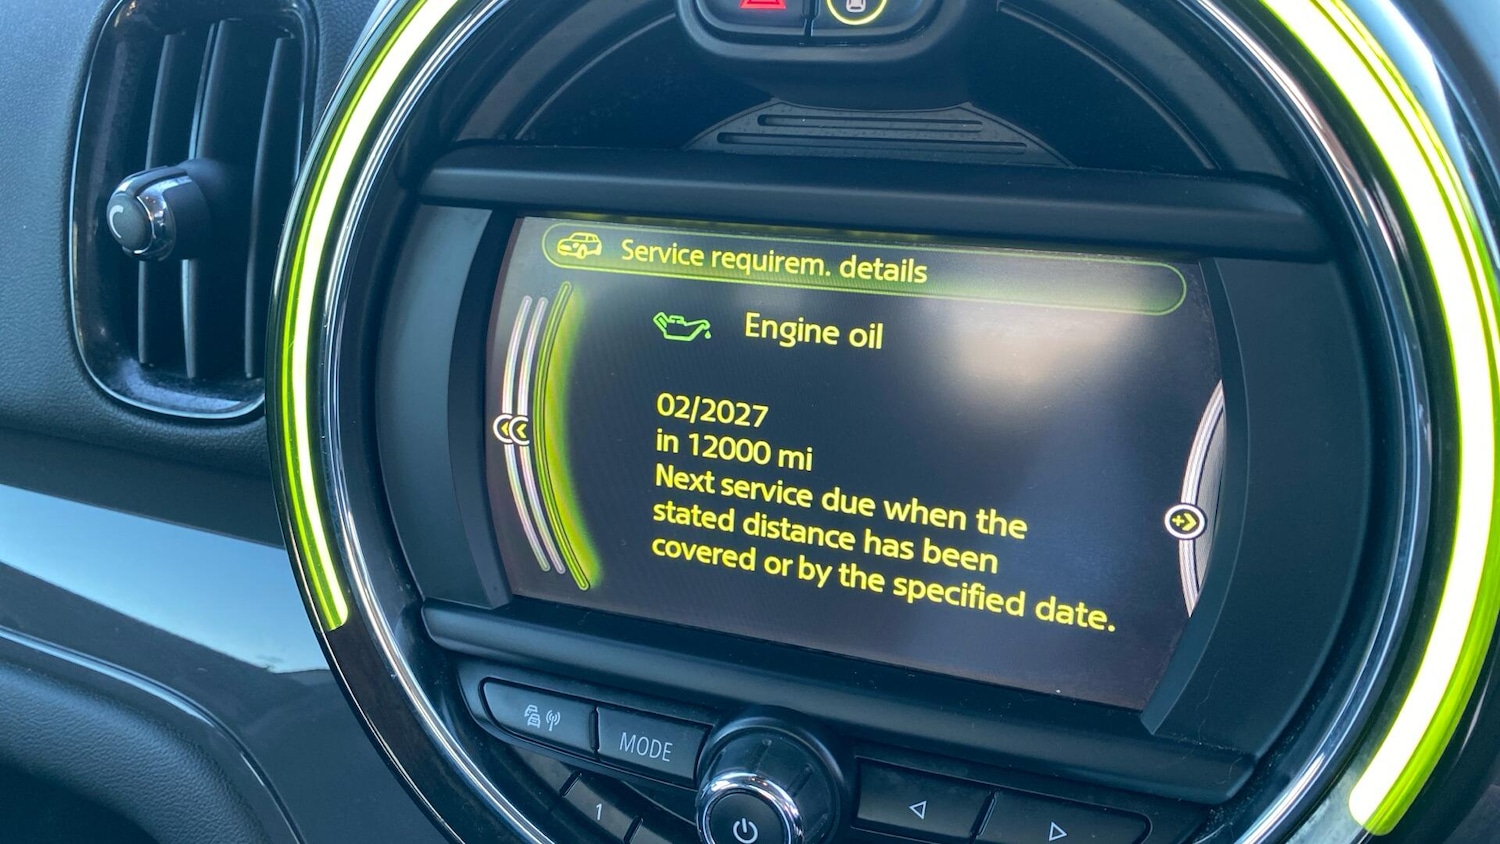 Service requirem. details
Engine oil
02/2027
in 12000 mi
Next service due when the
stated distance has been
covered or by the specified date.
MODE
1